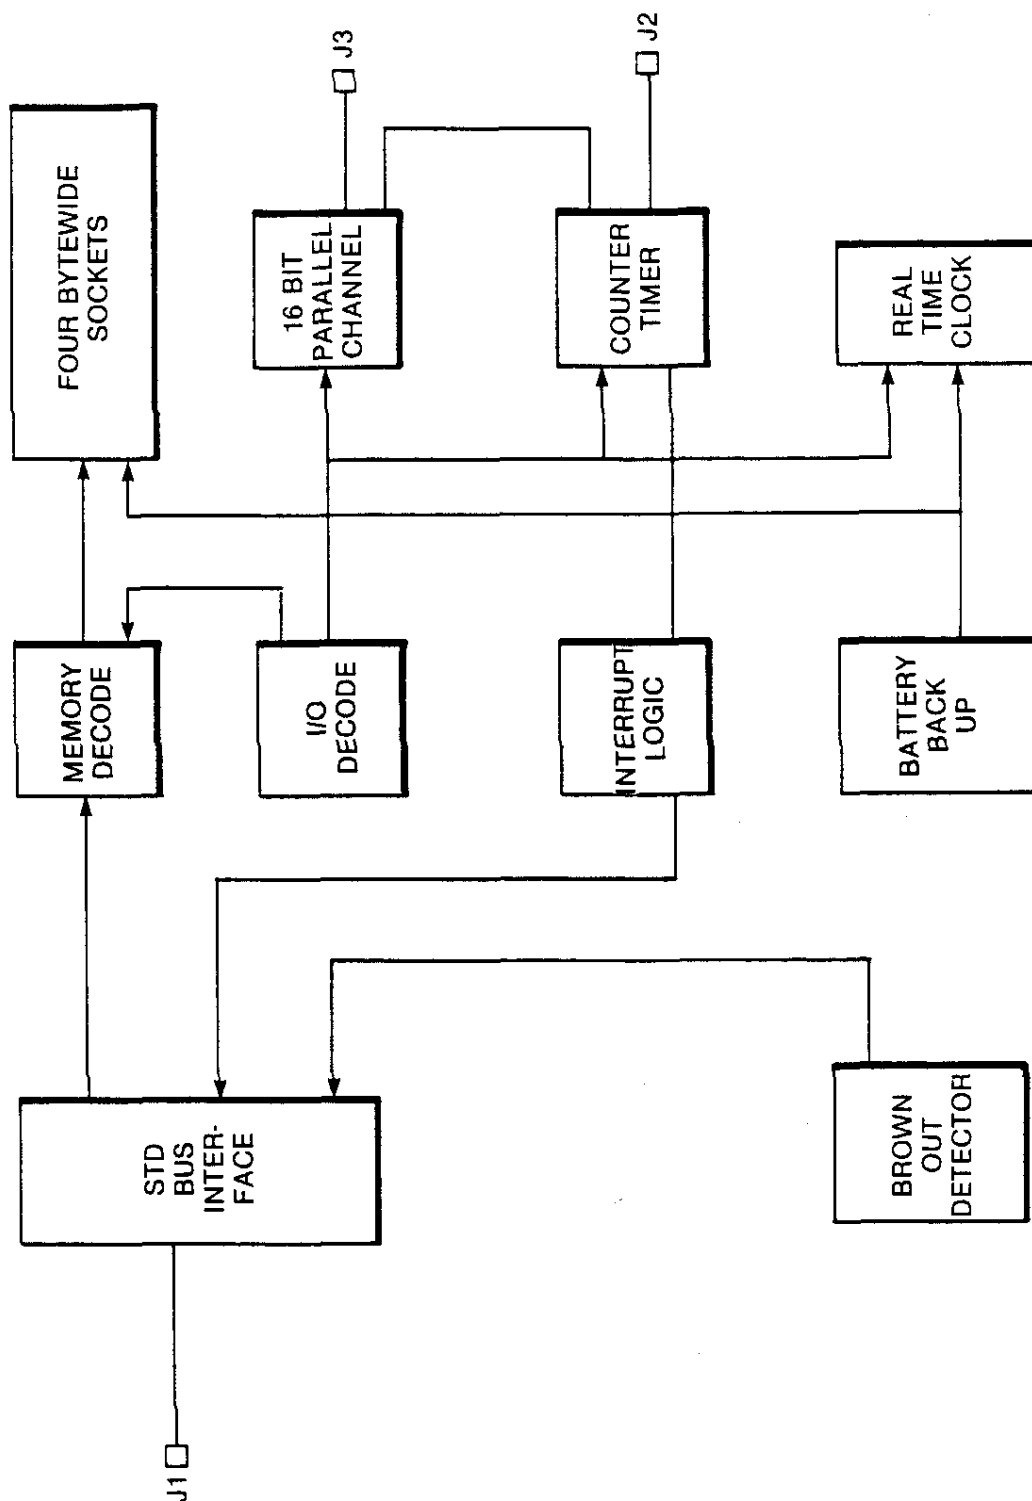 J1
STD
BUS
INTER-
FACE
BROWN
OUT
DETECTOR
MEMORY
DECODE
I/O
DECODE
INTERRUPT
LOGIC
BATTERY
BACK
UP
FOUR BYTEWIDE
SOCKETS
16 BIT
PARALLEL
CHANNEL
COUNTER
TIMER
REAL
TIME
CLOCK
J3
J2